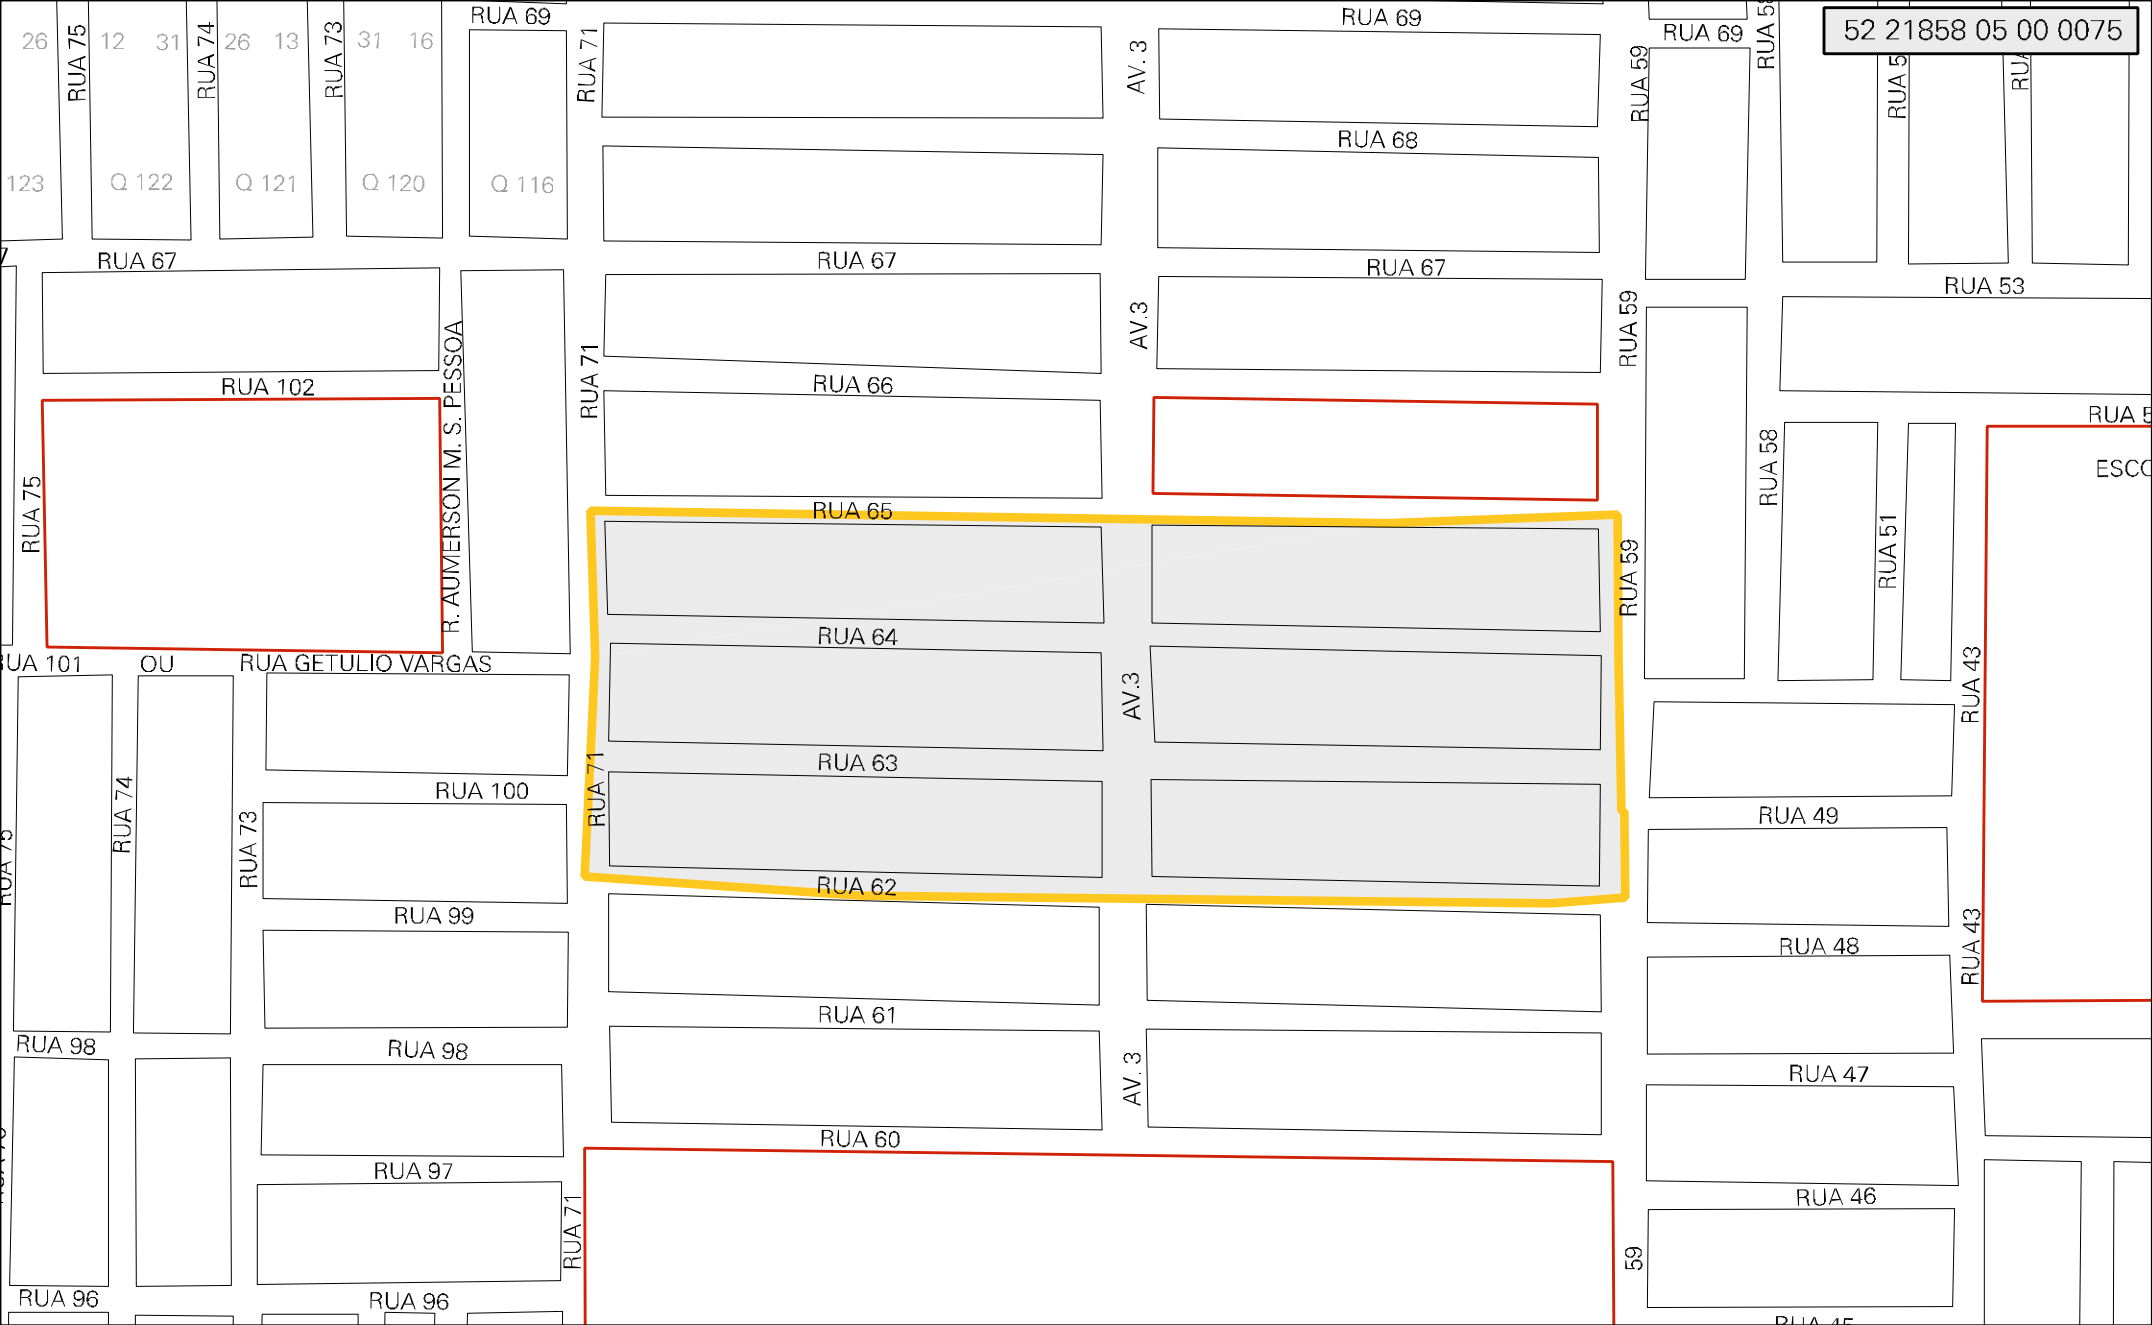 RUA 69
RUA 69
RUA 69
52 21858 05 00 0075
26
RUA 75
12
31
RUA 74
26
13
RUA 73
31
16
RUA 71
AV. 3
RUA 59
RUA 68
123
Q 122
Q 121
Q 120
Q 116
RUA 67
RUA 67
RUA 67
RUA 53
AV.3
RUA 59
RUA 71
RUA 102
RUA 66
R. AUMERSON M. S. PESSOA
RUA 58
ESCO
RUA 75
RUA 65
RUA 59
RUA 51
RUA 64
RUA 101 OU RUA GETULIO VARGAS
AV.3
RUA 43
RUA 63
RUA 71
RUA 100
RUA 74
RUA 73
RUA 75
RUA 49
RUA 62
RUA 99
RUA 48
RUA 43
RUA 61
RUA 98
RUA 98
AV. 3
RUA 47
RUA 60
RUA 97
RUA 46
RUA 71
59
RUA 96
RUA 96
RUA 45